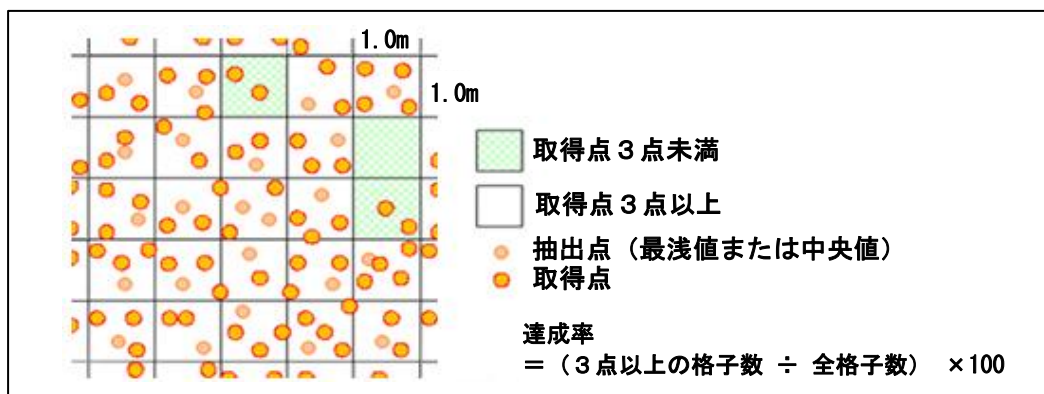 1.0m
1.0m
取得点３点未満
取得点３点以上
抽出点（最浅値または中央値）
取得点
達成率
＝（３点以上の格子数 ÷ 全格子数） ×100